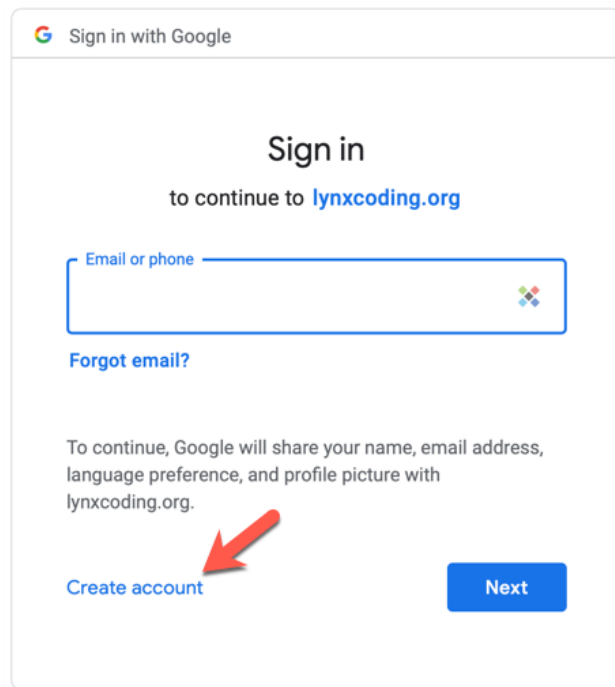 Sign in with Google
Sign in
to continue to lynxcoding.org
Email or phone
Forgot email?
To continue, Google will share your name, email address,
language preference, and profile picture with
lynxcoding.org.
Create account
Next